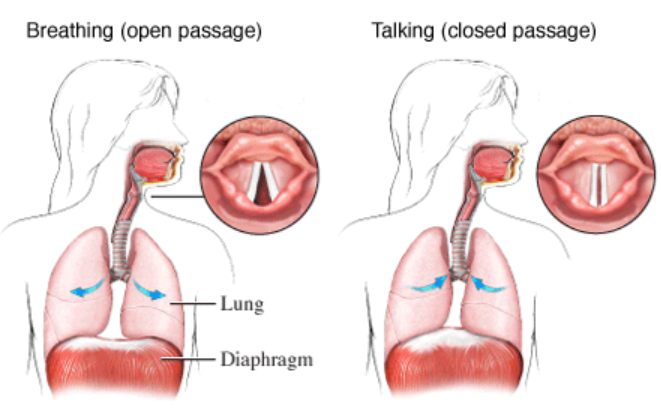 Breathing (open passage)
Talking (closed passage)
Lung
Diaphragm